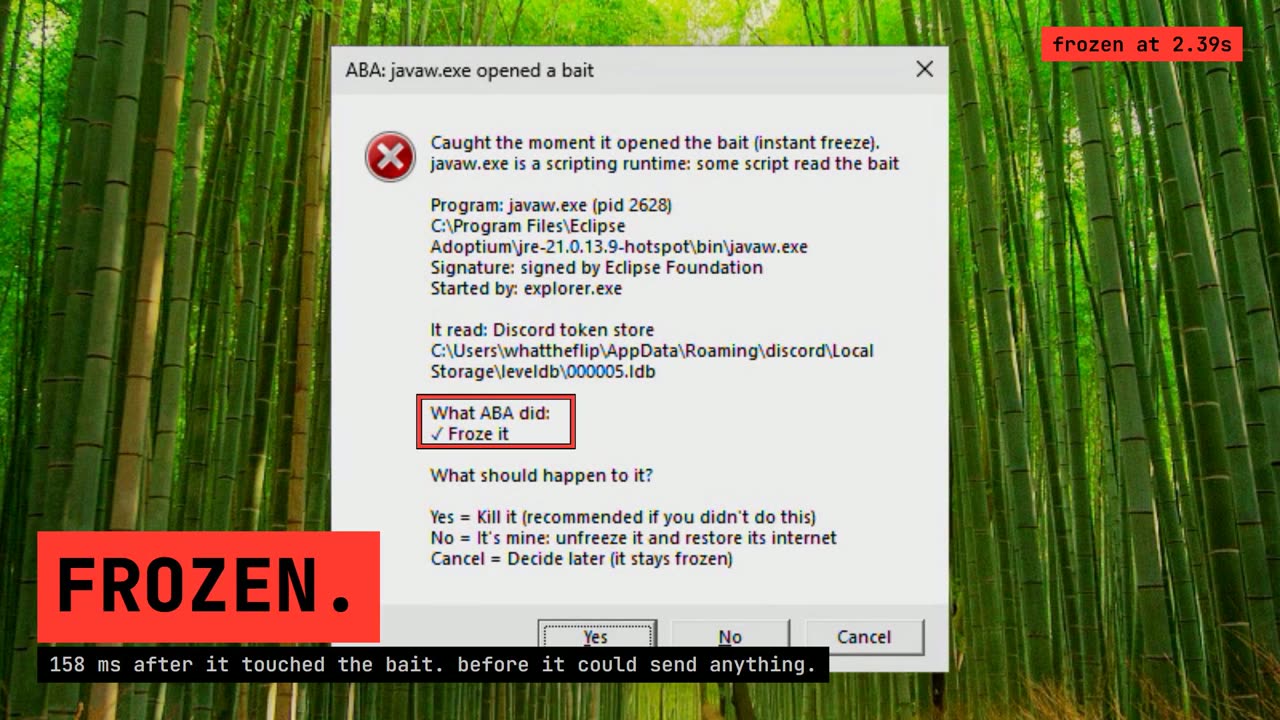 frozen at 2.39s
ABA: javaw.exe opened a bait
Caught the moment it opened the bait (instant freeze).
javaw.exe is a scripting runtime: some script read the bait
Program: javaw.exe (pid 2628)
C:\Program Files\Eclipse
Adoptium\jre-21.0.13.9-hotspot\bin\javaw.exe
Signature: signed by Eclipse Foundation
Started by: explorer.exe
It read: Discord token store
C:\Users\whattheflip\AppData\Roaming\discord\Local
Storage\leveldb\000005.ldb
What ABA did:
✓ Froze it
What should happen to it?
Yes = Kill it (recommended if you didn't do this)
No = It's mine: unfreeze it and restore its internet
Cancel = Decide later (it stays frozen)
Yes No Cancel
FROZEN.
158 ms after it touched the bait. before it could send anything.